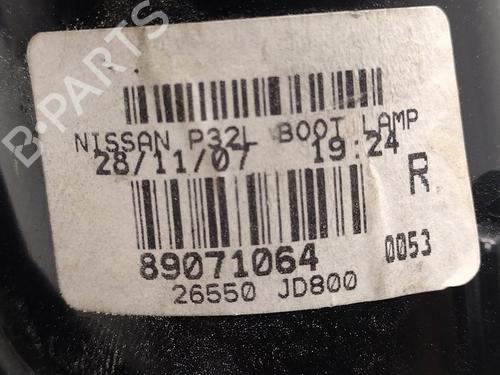 B-PARTS
NISSAN P32L BOOT LAMP
28/11/07 19:24
R
89071064 0053
26550 JD800